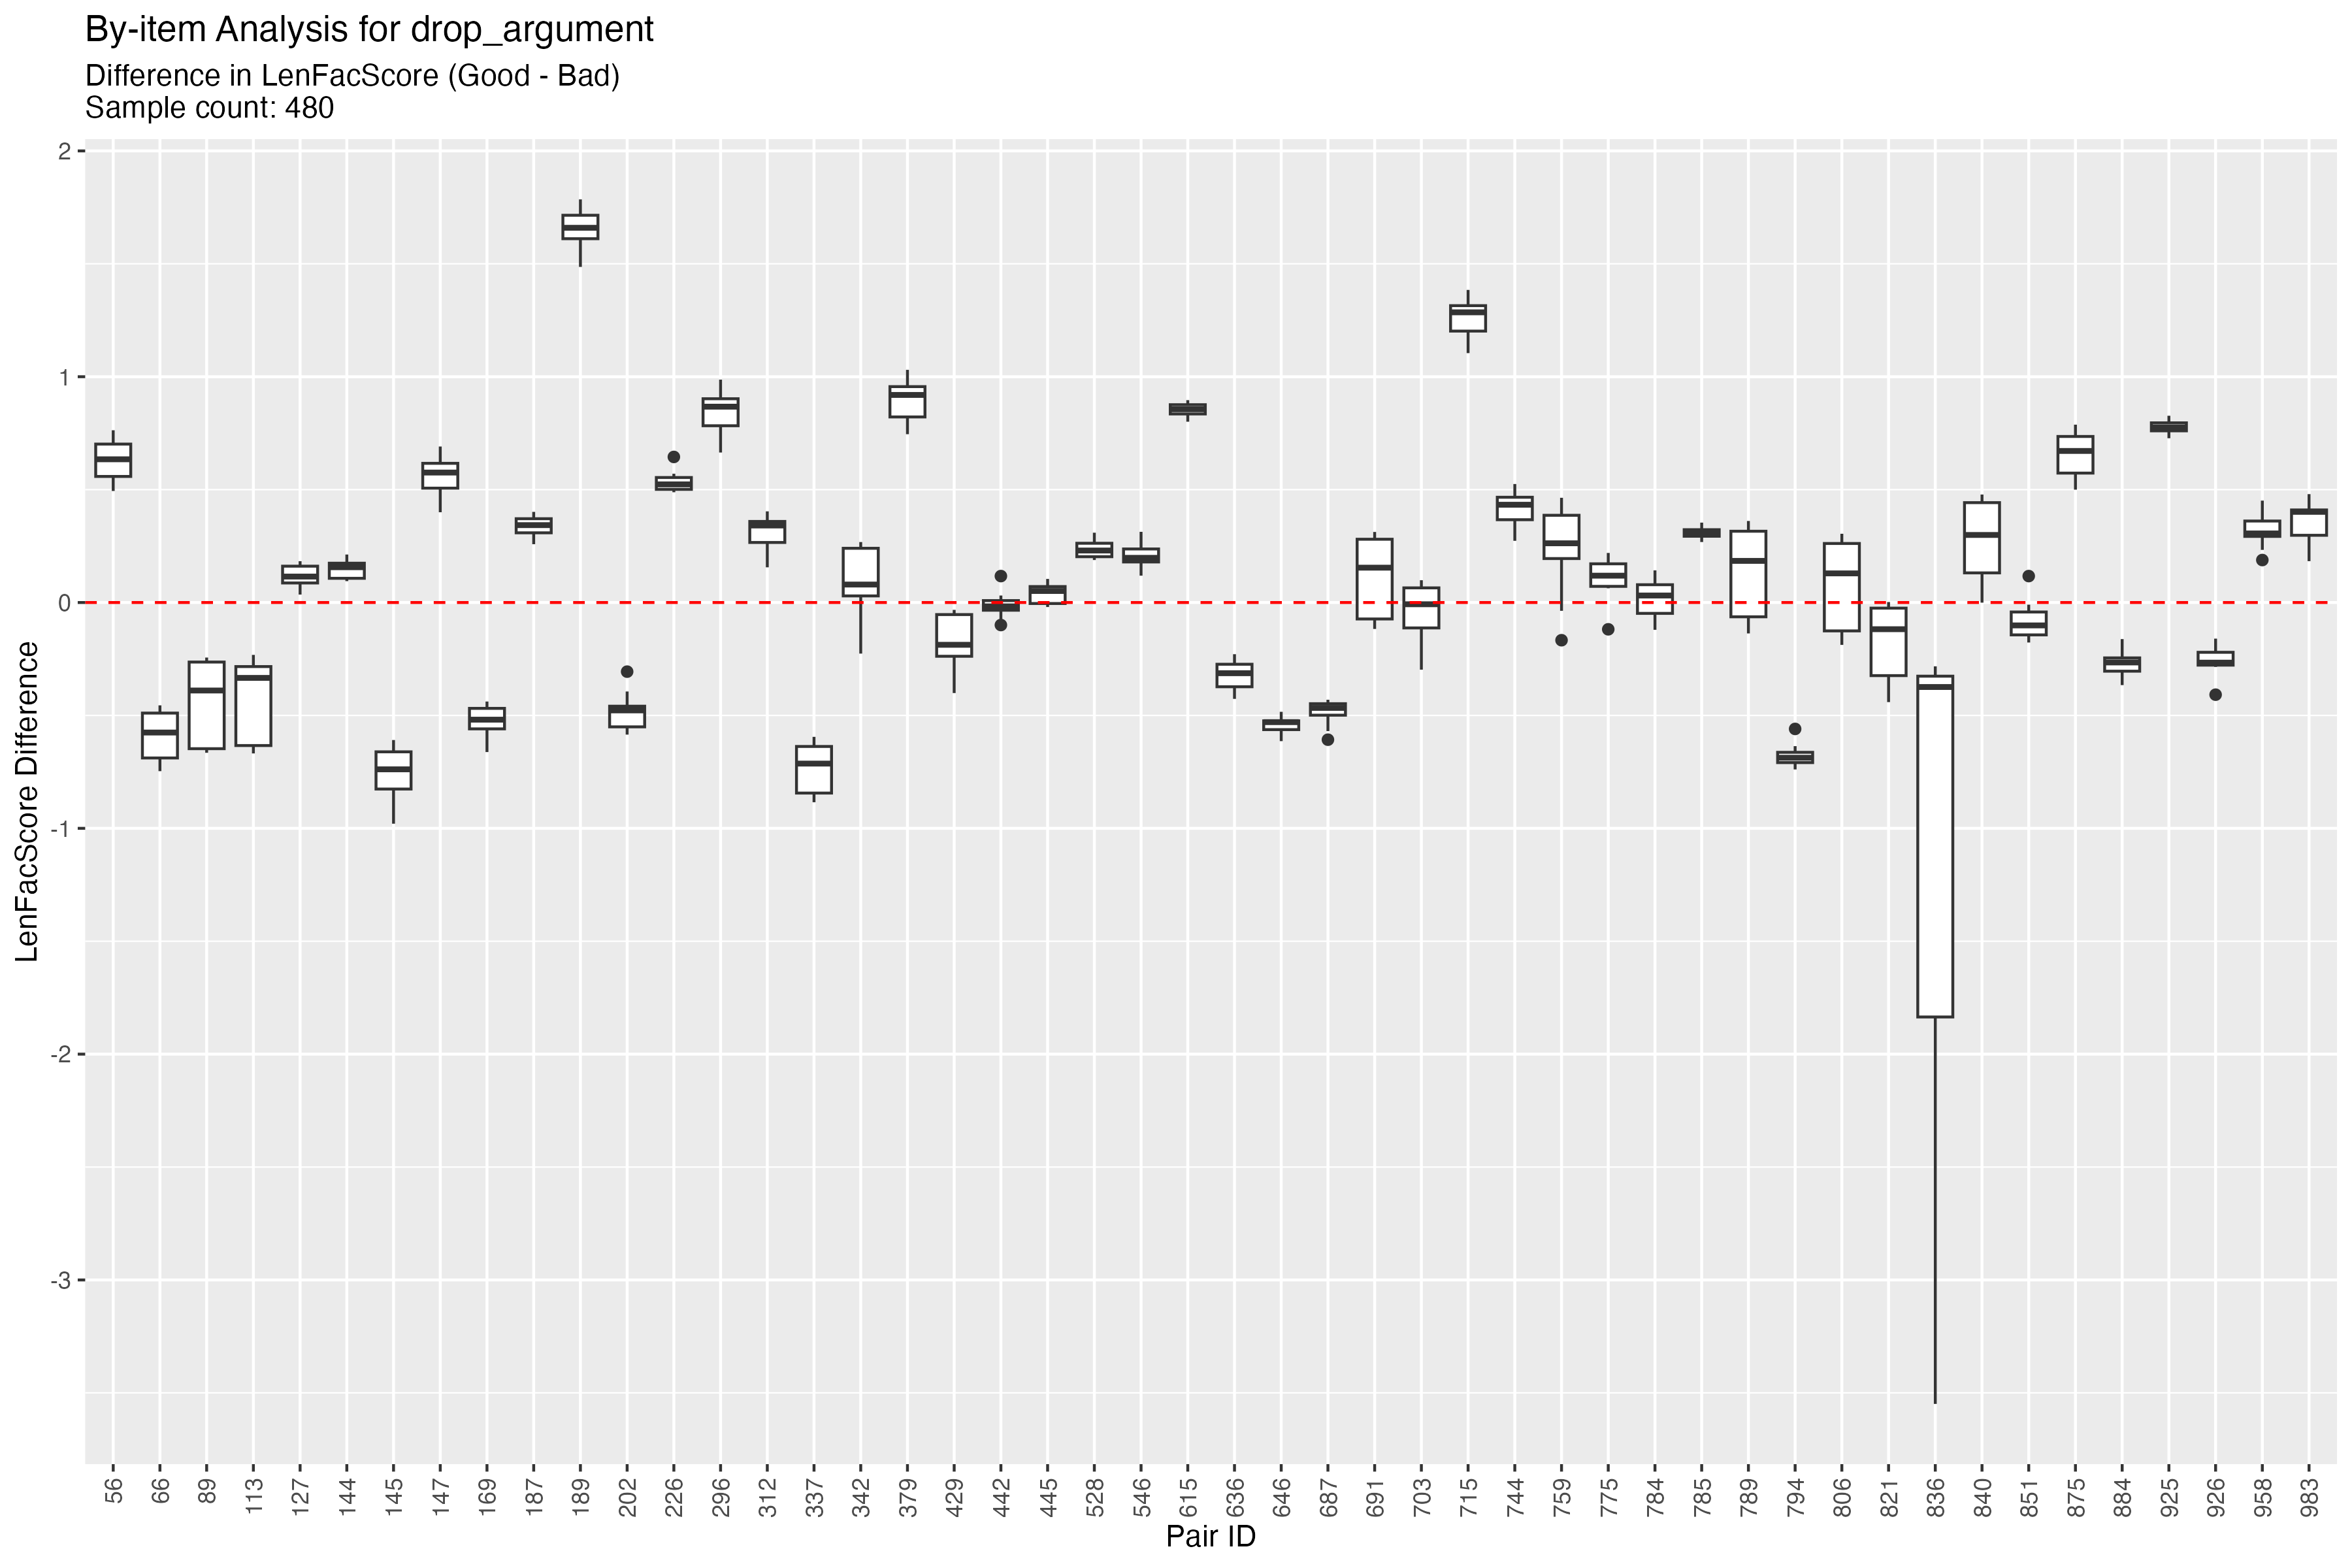 By-item Analysis for drop_argument
Difference in LenFacScore (Good - Bad)
Sample count: 480
2
1
0
-1
-2
-3
LenFacScore Difference
56 66 89 113 127 144 145 147 169 187 189 202 226 296 312 337 342 379 429 442 445 528 546 615 636 646 687 691 703 715 744 759 775 784 785 789 794 806 821 836 840 851 875 884 925 926 958 983
Pair ID